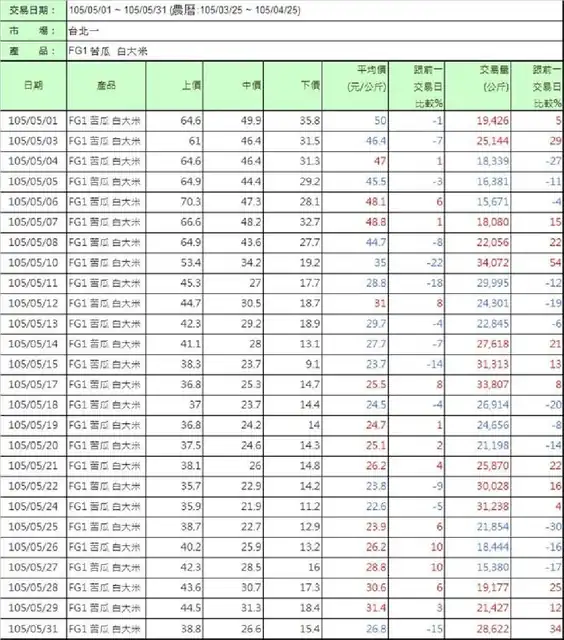 交易日期： 105/05/01 ~ 105/05/31 (農曆:105/03/25 ~ 105/04/25)
市 場： 台北一
產 品： FG1 苦瓜 白大米
日期 產品 上價 中價 下價 平均價(元/公斤) 跟前一交易日比較% 交易量(公斤) 跟前一交易日比較%
105/05/01 FG1 苦瓜 白大米 64.6 49.9 35.8 50 -1 19,426 5
105/05/03 FG1 苦瓜 白大米 61 46.4 31.5 46.4 -7 25,144 29
105/05/04 FG1 苦瓜 白大米 64.6 46.4 31.3 47 1 18,339 -27
105/05/05 FG1 苦瓜 白大米 64.9 44.4 29.2 45.5 -3 16,381 -11
105/05/06 FG1 苦瓜 白大米 70.3 47.3 28.1 48.1 6 15,671 -4
105/05/07 FG1 苦瓜 白大米 66.6 48.2 32.7 48.8 1 18,080 15
105/05/08 FG1 苦瓜 白大米 64.9 43.6 27.7 44.7 -8 22,056 22
105/05/10 FG1 苦瓜 白大米 53.4 34.2 19.2 35 -22 34,072 54
105/05/11 FG1 苦瓜 白大米 45.3 27 17.7 28.8 -18 29,995 -12
105/05/12 FG1 苦瓜 白大米 44.7 30.5 18.7 31 8 24,301 -19
105/05/13 FG1 苦瓜 白大米 42.3 29.2 18.9 29.7 -4 22,845 -6
105/05/14 FG1 苦瓜 白大米 41.1 28 13.1 27.7 -7 27,618 21
105/05/15 FG1 苦瓜 白大米 38.3 23.7 9.1 23.7 -14 31,313 13
105/05/17 FG1 苦瓜 白大米 36.8 25.3 14.7 25.5 8 33,807 8
105/05/18 FG1 苦瓜 白大米 37 23.7 14.4 24.5 -4 26,914 -20
105/05/19 FG1 苦瓜 白大米 36.8 24.2 14 24.7 1 24,656 -8
105/05/20 FG1 苦瓜 白大米 37.5 24.6 14.3 25.1 2 21,198 -14
105/05/21 FG1 苦瓜 白大米 38.1 26 14.8 26.2 4 25,870 22
105/05/22 FG1 苦瓜 白大米 35.7 22.9 14.2 23.8 -9 30,028 16
105/05/24 FG1 苦瓜 白大米 35.9 21.9 11.2 22.6 -5 31,238 4
105/05/25 FG1 苦瓜 白大米 38.7 22.7 12.9 23.9 6 21,854 -30
105/05/26 FG1 苦瓜 白大米 40.2 25.9 13.2 26.2 10 18,444 -16
105/05/27 FG1 苦瓜 白大米 42.3 28.5 16 28.8 10 15,380 -17
105/05/28 FG1 苦瓜 白大米 43.6 30.7 17.3 30.6 6 19,177 25
105/05/29 FG1 苦瓜 白大米 44.5 31.3 18.4 31.4 3 21,427 12
105/05/31 FG1 苦瓜 白大米 38.8 26.6 15.4 26.8 -15 28,622 34